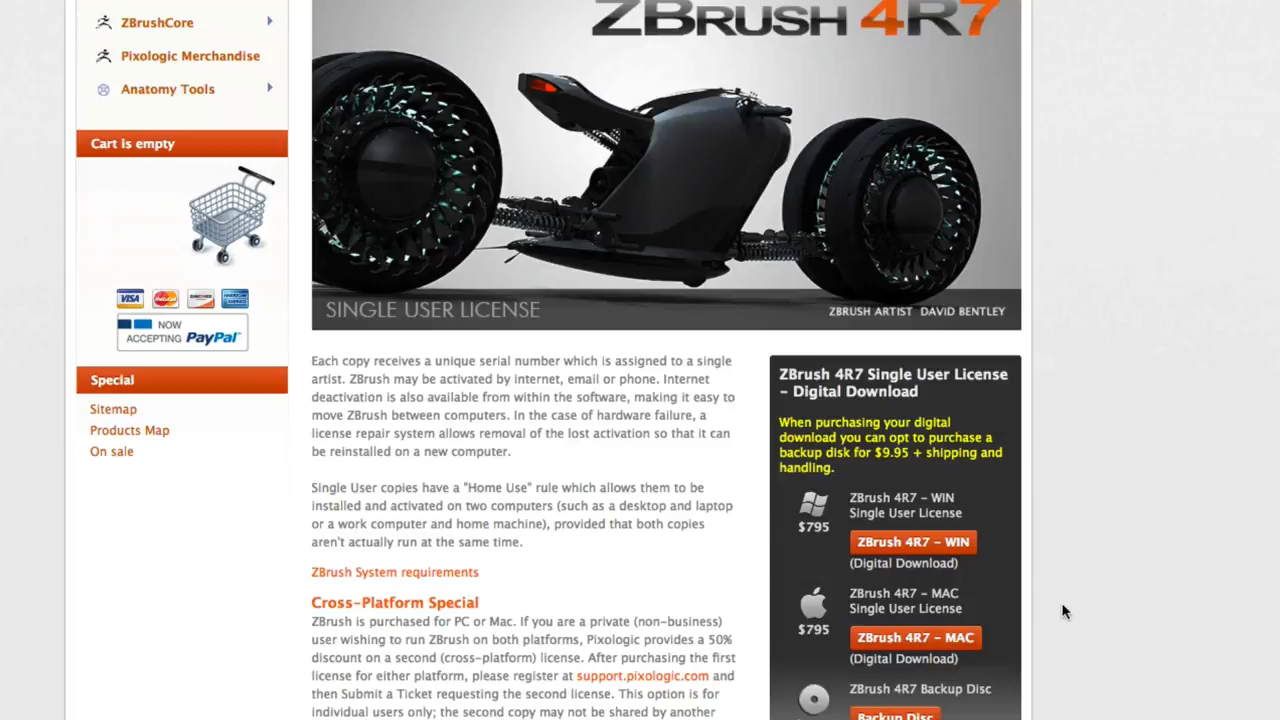 ZBRUSH 4R7
ZBrushCore
Pixologic Merchandise
Anatomy Tools
Cart is empty
VISA
DISCOVER
NOW
ACCEPTING PayPal
Special
Sitemap
Products Map
On sale
SINGLE USER LICENSE
ZBRUSH ARTIST DAVID BENTLEY
Each copy receives a unique serial number which is assigned to a single
artist. ZBrush may be activated by internet, email or phone. Internet
deactivation is also available from within the software, making it easy to
move ZBrush between computers. In the case of hardware failure, a
license repair system allows removal of the lost activation so that it can
be reinstalled on a new computer.
Single User copies have a "Home Use" rule which allows them to be
installed and activated on two computers (such as a desktop and laptop
or a work computer and home machine), provided that both copies
aren't actually run at the same time.
ZBrush System requirements
Cross-Platform Special
ZBrush is purchased for PC or Mac. If you are a private (non-business)
user wishing to run ZBrush on both platforms, Pixologic provides a 50%
discount on a second (cross-platform) license. After purchasing the first
license for either platform, please register at support.pixologic.com and
then Submit a Ticket requesting the second license. This option is for
individual users only; the second copy may not be shared by another
ZBrush 4R7 Single User License
- Digital Download
When purchasing your digital
download you can opt to purchase a
backup disk for $9.95 + shipping and
handling.
ZBrush 4R7 - WIN
Single User License
$795
ZBrush 4R7 - WIN
(Digital Download)
ZBrush 4R7 - MAC
Single User License
$795
ZBrush 4R7 - MAC
(Digital Download)
ZBrush 4R7 Backup Disc
Backup Disc